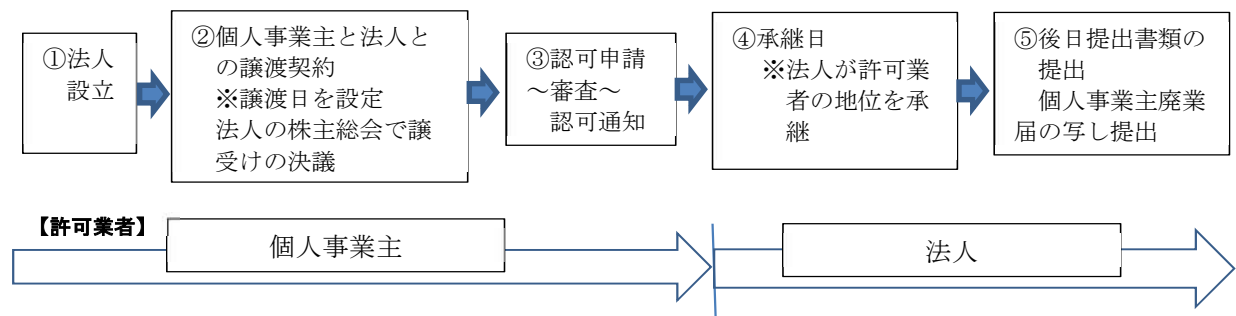 ①法人
設立
②個人事業主と法人と
の譲渡契約
※譲渡日を設定
法人の株主総会で譲
受けの決議
③認可申請
～審査～
認可通知
④承継日
※法人が許可業
者の地位を承
継
⑤後日提出書類の
提出
個人事業主廃業
届の写し提出
【許可業者】
個人事業主
法人